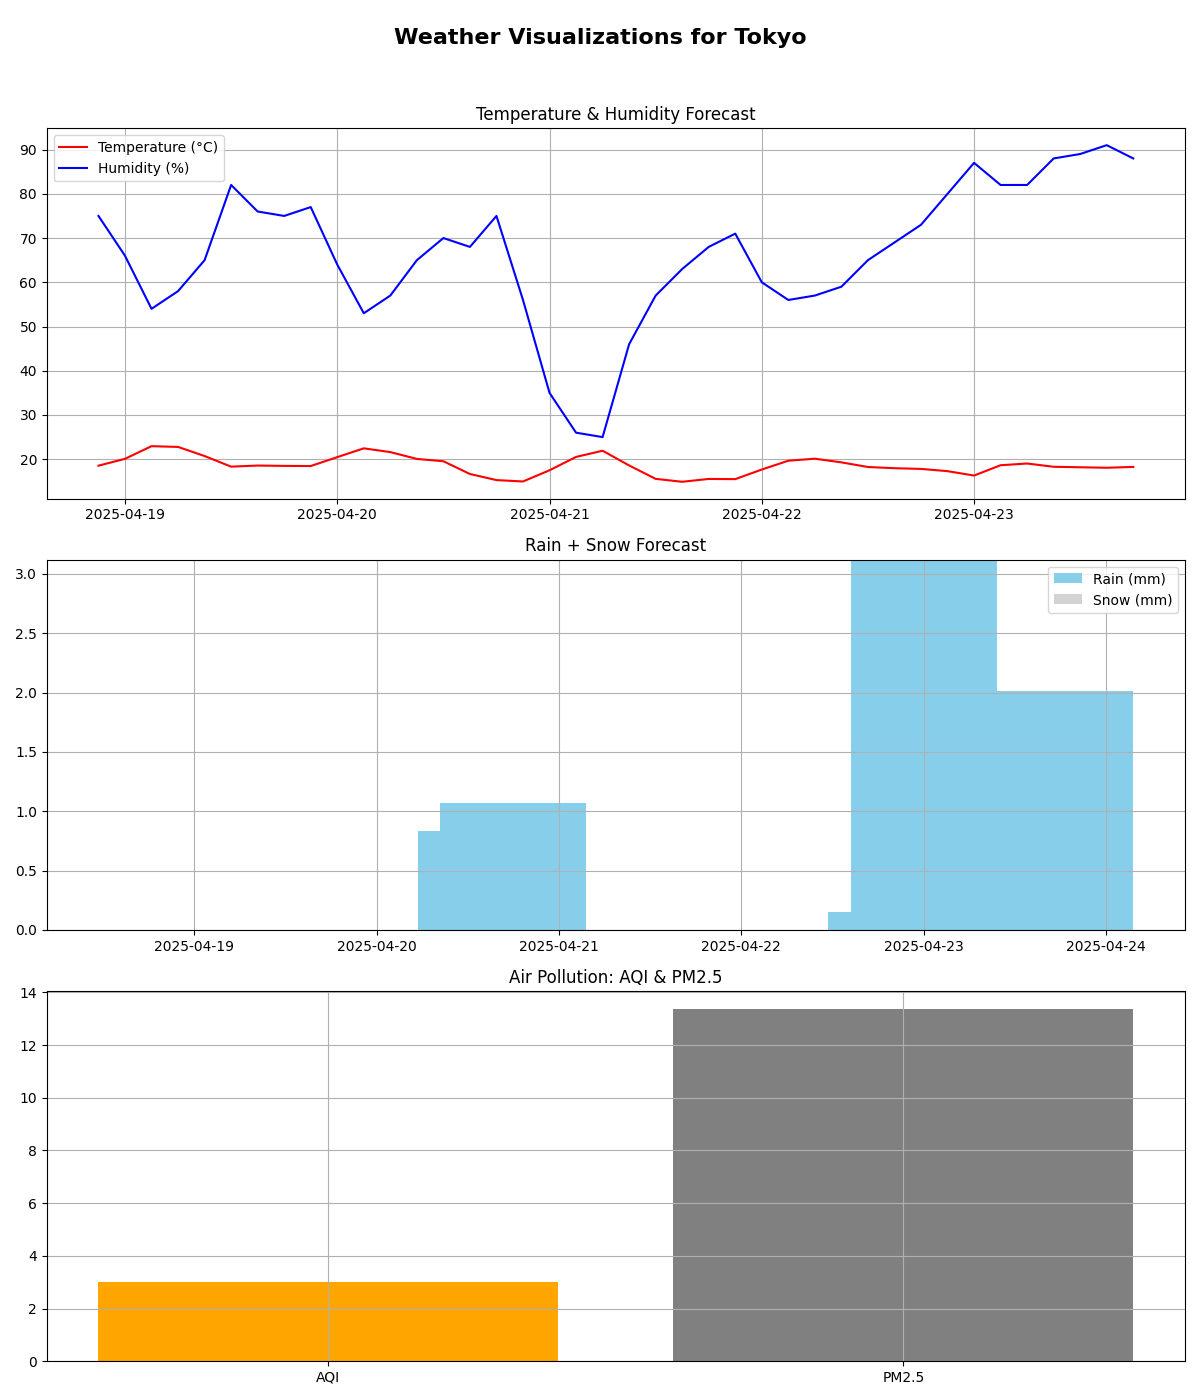 Weather Visualizations for Tokyo
Temperature & Humidity Forecast
Temperature (°C)
Humidity (%)
90
80
70
60
50
40
30
20
2025-04-19 2025-04-20 2025-04-21 2025-04-22 2025-04-23
Rain + Snow Forecast
Rain (mm)
Snow (mm)
3.0
2.5
2.0
1.5
1.0
0.5
0.0
2025-04-19 2025-04-20 2025-04-21 2025-04-22 2025-04-23 2025-04-24
Air Pollution: AQI & PM2.5
14
12
10
8
6
4
2
0
AQI PM2.5